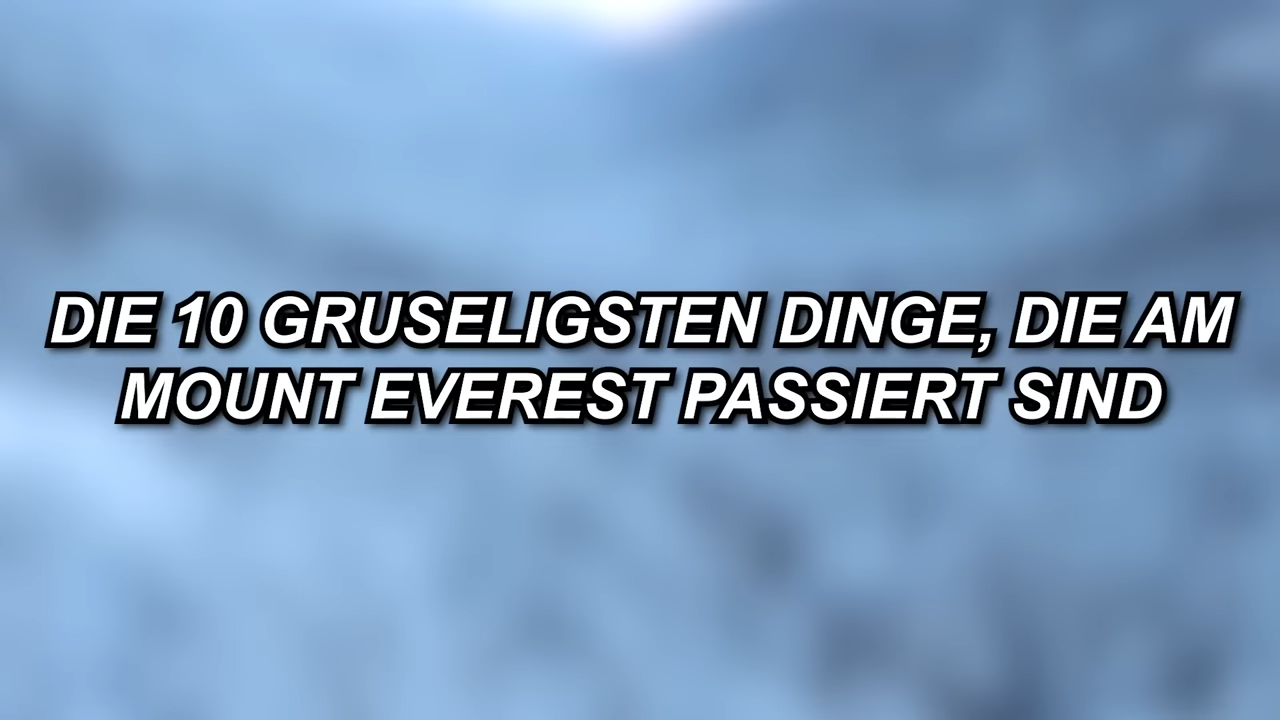 DIE 10 GRUSELIGSTEN DINGE, DIE AM
MOUNT EVEREST PASSIERT SIND